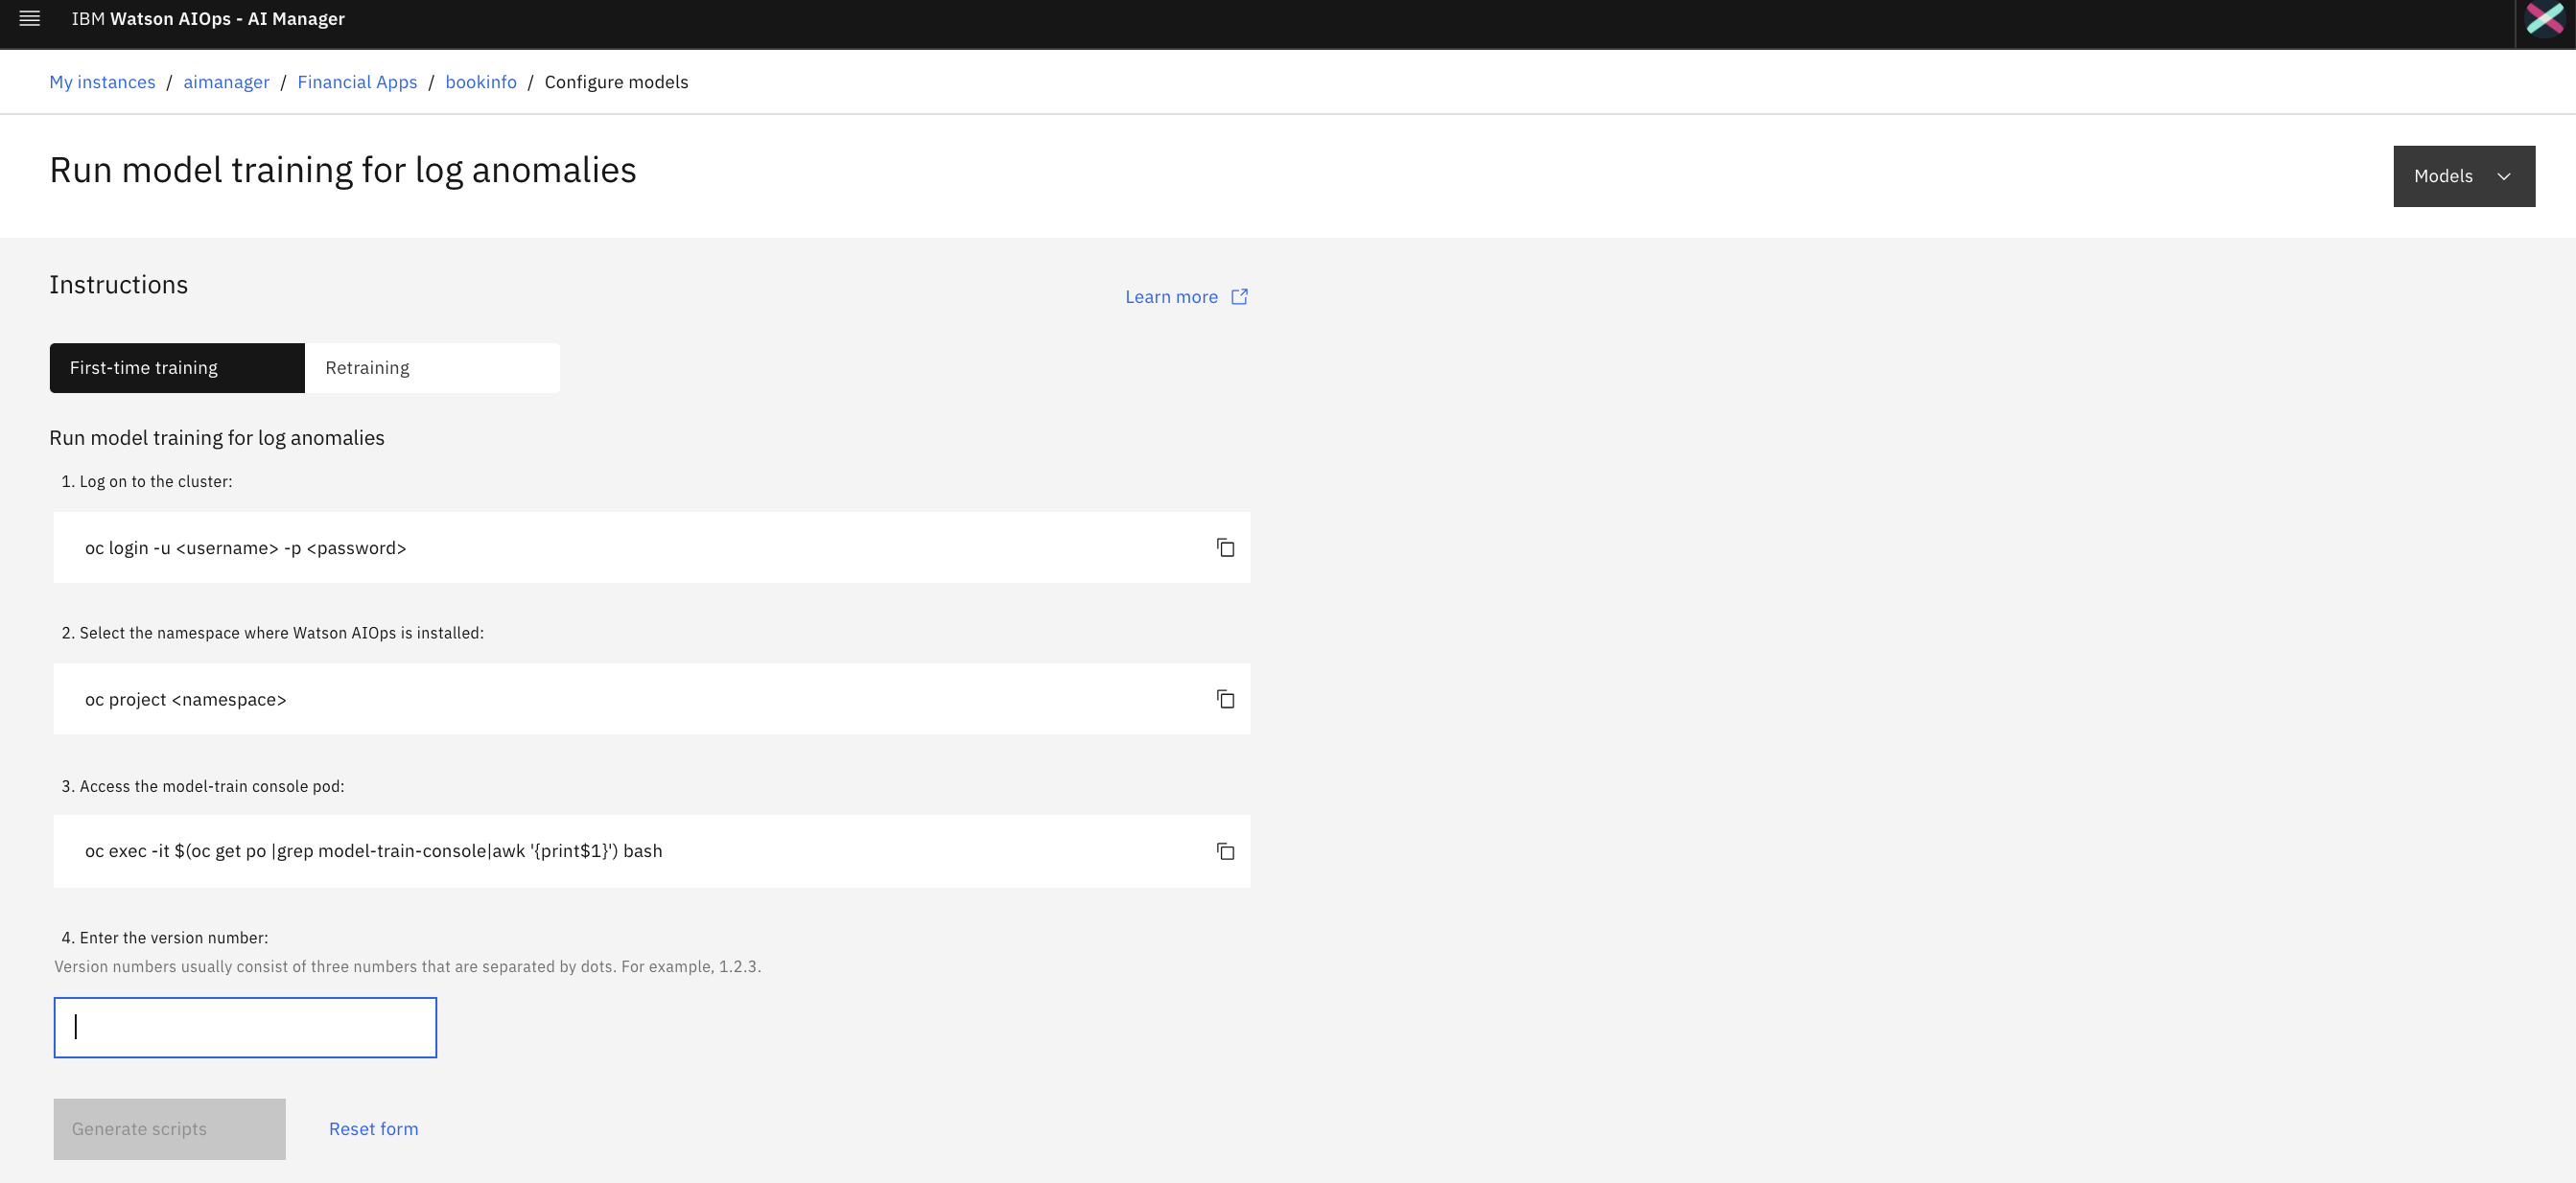 IBM Watson AIOps - AI Manager
My instances / aimanager / Financial Apps / bookinfo / Configure models
Run model training for log anomalies
Models
Instructions
Learn more
First-time training
Retraining
Run model training for log anomalies
1. Log on to the cluster:
oc login -u <username> -p <password>
2. Select the namespace where Watson AIOps is installed:
oc project <namespace>
3. Access the model-train console pod:
oc exec -it $(oc get po |grep model-train-console|awk '{print$1}') bash
4. Enter the version number:
Version numbers usually consist of three numbers that are separated by dots. For example, 1.2.3.
Generate scripts
Reset form